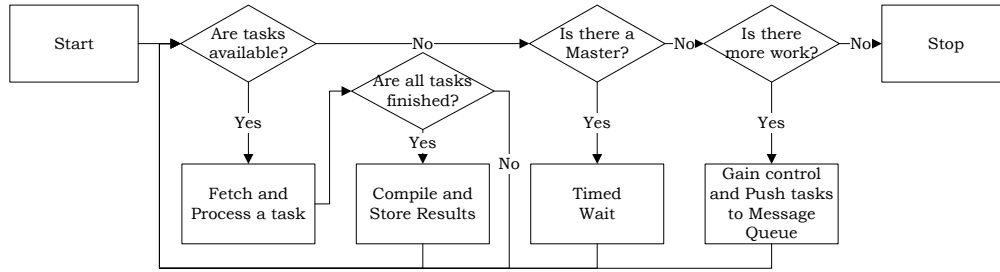 Start
Are tasks
available?
No
Is there a
Master?
No
Is there
more work?
No
Stop
Are all tasks
finished?
Yes
Yes
No
Yes
Yes
Fetch and
Process a task
Compile and
Store Results
Timed
Wait
Gain control
and Push tasks
to Message
Queue